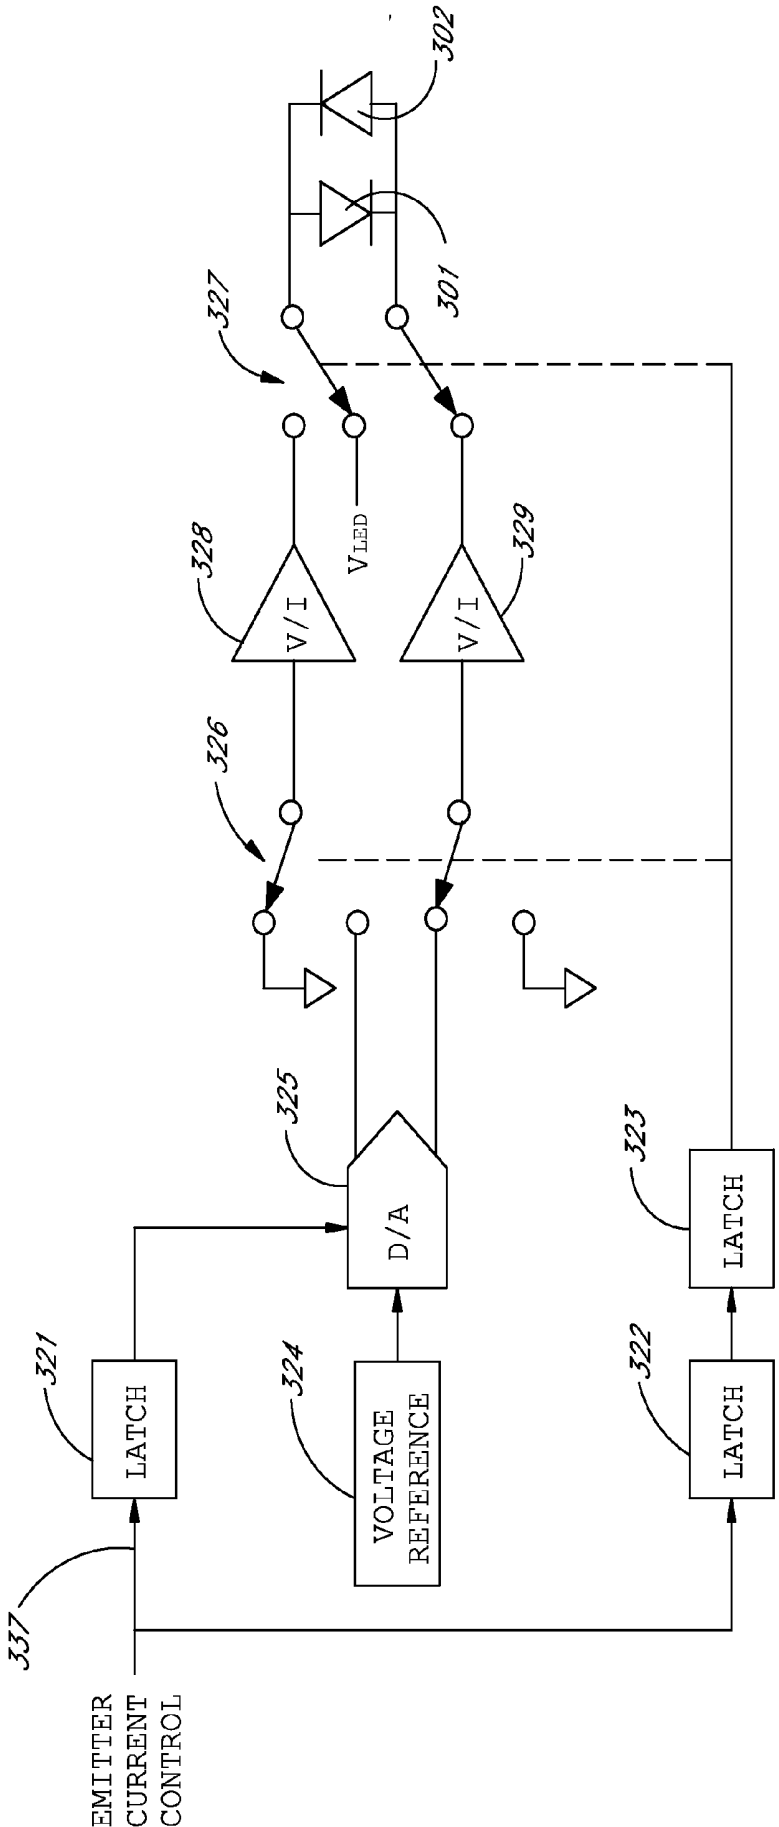 EMITTER
CURRENT
CONTROL
337
LATCH
321
VOLTAGE
REFERENCE
324
D/A
325
LATCH
322
LATCH
323
326
V/I
328
V/I
329
VLED
327
301
302